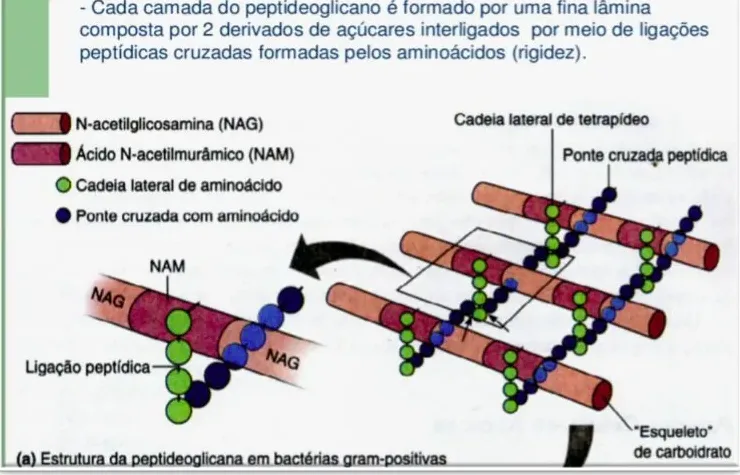 - Cada camada do peptideoglicano é formado por uma fina lâmina
composta por 2 derivados de açúcares interligados por meio de ligações
peptídicas cruzadas formadas pelos aminoácidos (rigidez).
N-acetilglicosamina (NAG)
Ácido N-acetilmurâmico (NAM)
Cadeia lateral de aminoácido
Ponte cruzada com aminoácido
Cadeia lateral de tetrapídeo
Ponte cruzada peptídica
NAM
NAG
NAG
Ligação peptídica
"Esqueleto"
de carboidrato
(a) Estrutura da peptideoglicana em bactérias gram-positivas